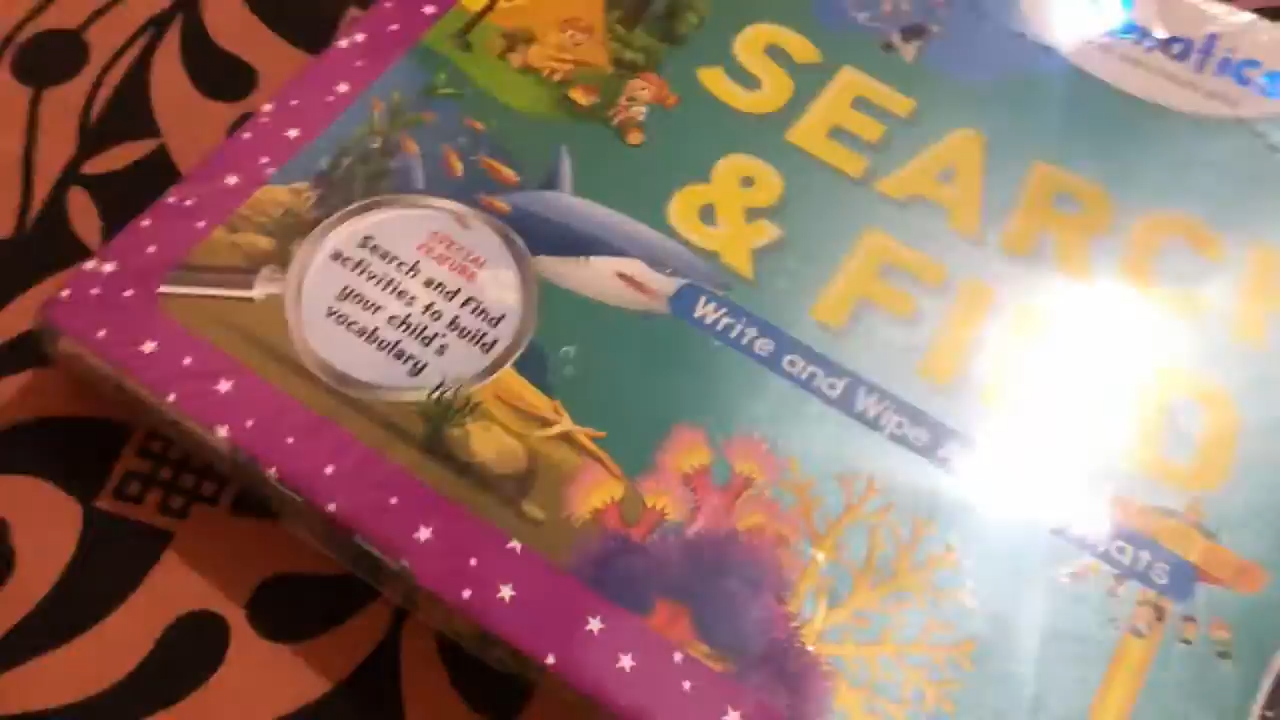 SEARCH
& FIND
Write and Wipe
SPECIAL
FEATURE
Search and Find
activities to build
your child's
vocabulary